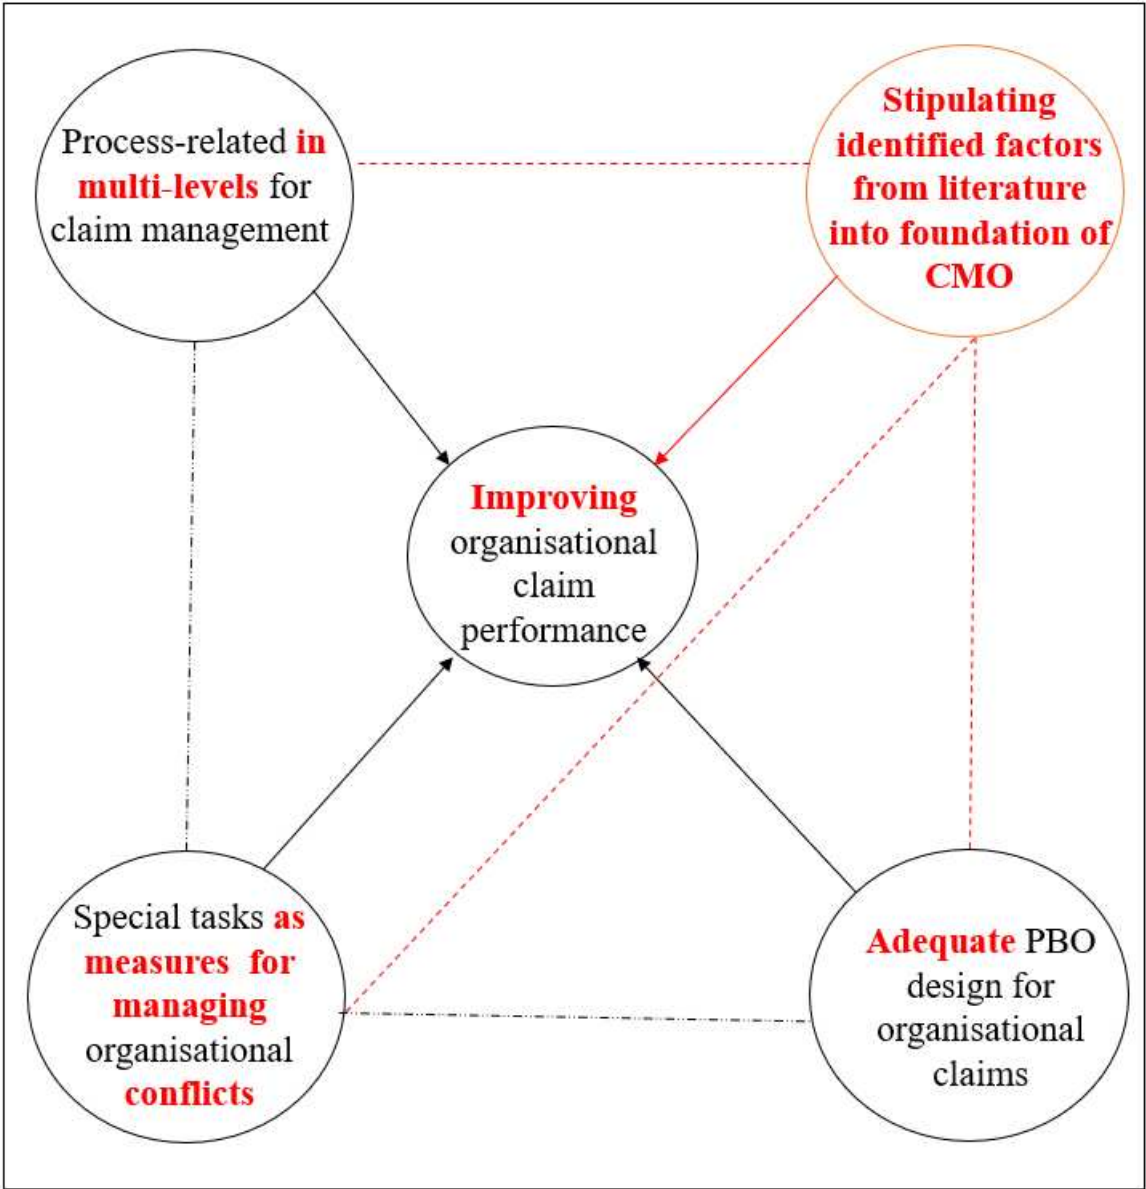 Process-related in
multi-levels for
claim management
Stipulating
identified factors
from literature
into foundation of
CMO
Improving
organisational
claim
performance
Special tasks as
measures for
managing
organisational
conflicts
Adequate PBO
design for
organisational
claims